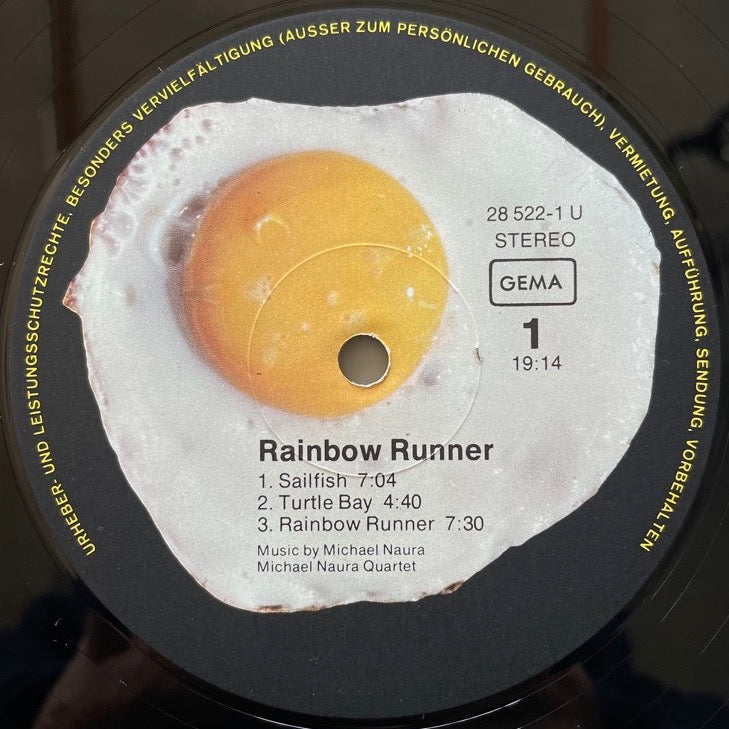 URHEBER- UND LEISTUNGSSCHUTZRECHTE, BESONDERS VERVIELFÄLTIGUNG (AUSSER ZUM PERSÖNLICHEN GEBRAUCH), VERMIETUNG, AUFFÜHRUNG, SENDUNG, VORBEHALTEN
28 522-1 U
STEREO
GEMA
1
19:14
Rainbow Runner
1. Sailfish 7:04
2. Turtle Bay 4:40
3. Rainbow Runner 7:30
Music by Michael Naura
Michael Naura Quartet